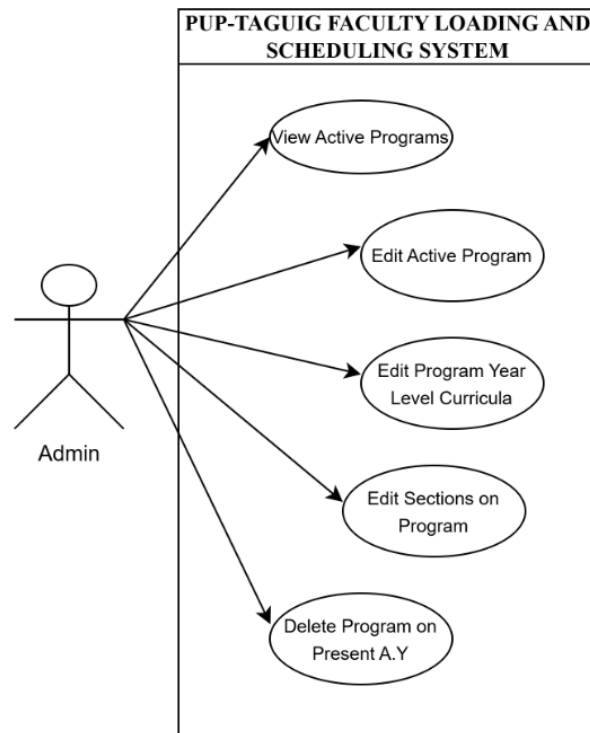 PUP-TAGUIG FACULTY LOADING AND
SCHEDULING SYSTEM
View Active Programs
Edit Active Program
Edit Program Year
Level Curricula
Admin
Edit Sections on
Program
Delete Program on
Present A.Y